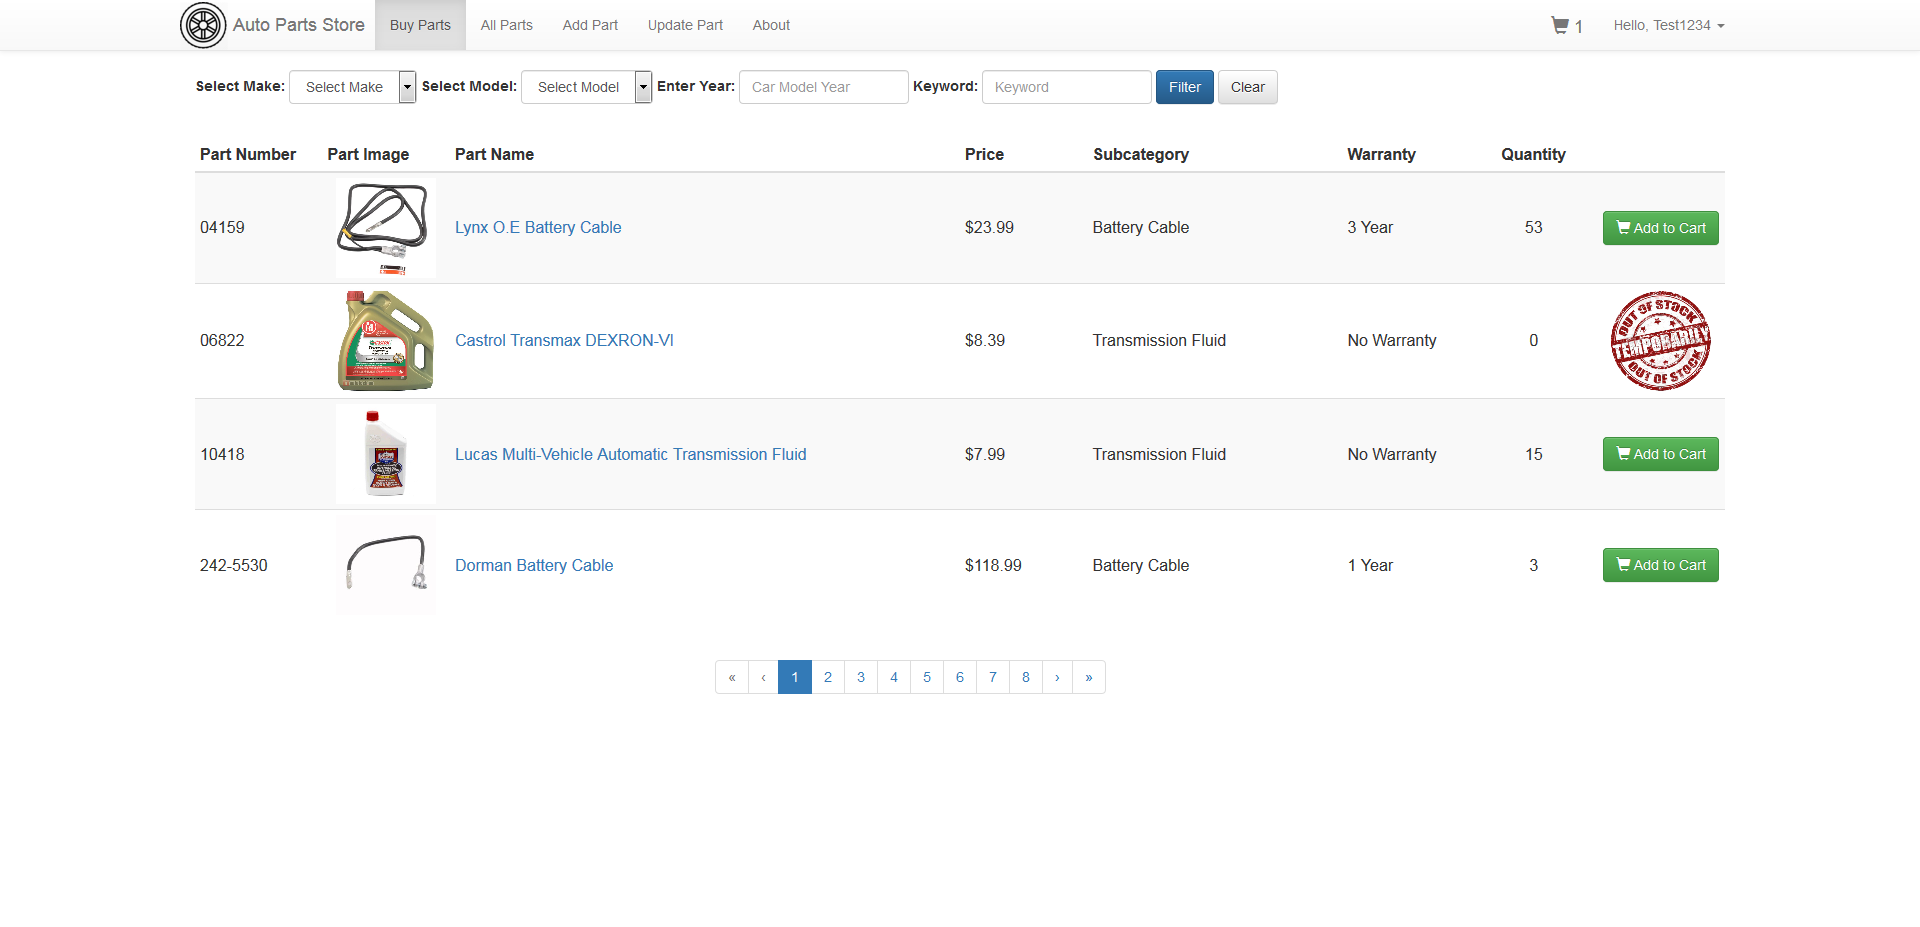 Auto Parts Store Buy Parts All Parts Add Part Update Part About 1 Hello, Test1234
Select Make: Select Make Select Model: Select Model Enter Year: Car Model Year Keyword: Keyword Filter Clear
Part Number Part Image Part Name Price Subcategory Warranty Quantity
04159 Lynx O.E Battery Cable $23.99 Battery Cable 3 Year 53 Add to Cart
06822 Castrol Transmax DEXRON-VI $8.39 Transmission Fluid No Warranty 0
OUT OF STOCK
TEMPORARILY
OUT OF STOCK
10418 Lucas Multi-Vehicle Automatic Transmission Fluid $7.99 Transmission Fluid No Warranty 15 Add to Cart
242-5530 Dorman Battery Cable $118.99 Battery Cable 1 Year 3 Add to Cart
« ‹ 1 2 3 4 5 6 7 8 › »